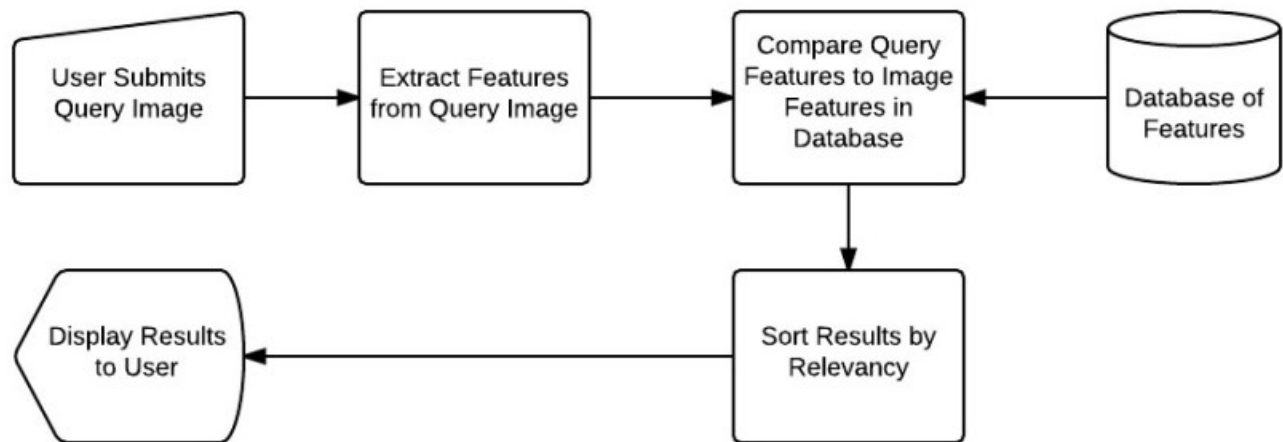 User Submits
Query Image
Extract Features
from Query Image
Compare Query
Features to Image
Features in
Database
Database of
Features
Display Results
to User
Sort Results by
Relevancy